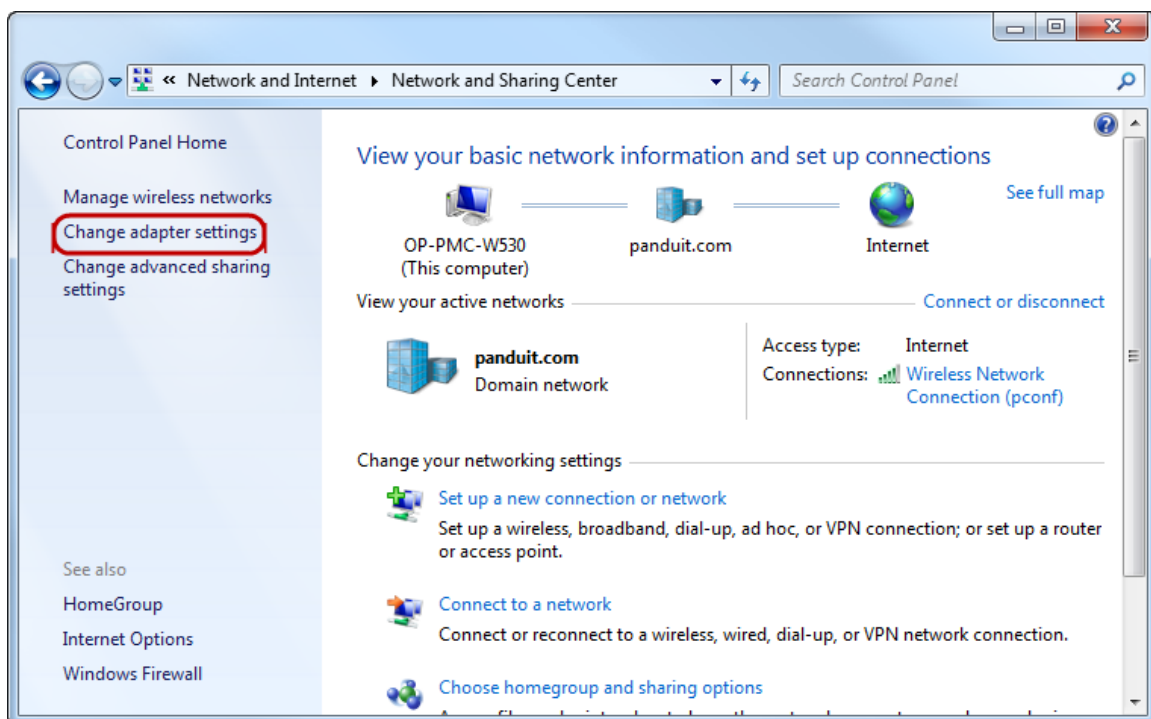 « Network and Internet ▸ Network and Sharing Center
Search Control Panel
Control Panel Home
Manage wireless networks
Change adapter settings
Change advanced sharing
settings
See also
HomeGroup
Internet Options
Windows Firewall
View your basic network information and set up connections
See full map
OP-PMC-W530
(This computer)
panduit.com
Internet
View your active networks
Connect or disconnect
panduit.com
Domain network
Access type: Internet
Connections: Wireless Network
Connection (pconf)
Change your networking settings
Set up a new connection or network
Set up a wireless, broadband, dial-up, ad hoc, or VPN connection; or set up a router
or access point.
Connect to a network
Connect or reconnect to a wireless, wired, dial-up, or VPN network connection.
Choose homegroup and sharing options